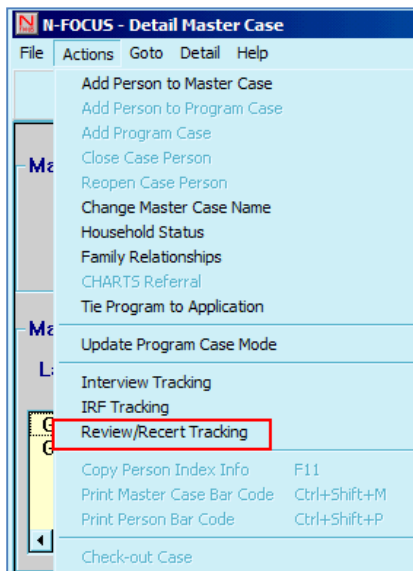 N-FOCUS - Detail Master Case
File Actions Goto Detail Help
Add Person to Master Case
Add Person to Program Case
Add Program Case
Close Case Person
Reopen Case Person
Change Master Case Name
Household Status
Family Relationships
CHARTS Referral
Tie Program to Application
Update Program Case Mode
Interview Tracking
IRF Tracking
Review/Recert Tracking
Copy Person Index Info F11
Print Master Case Bar Code Ctrl+Shift+M
Print Person Bar Code Ctrl+Shift+P
Check-out Case